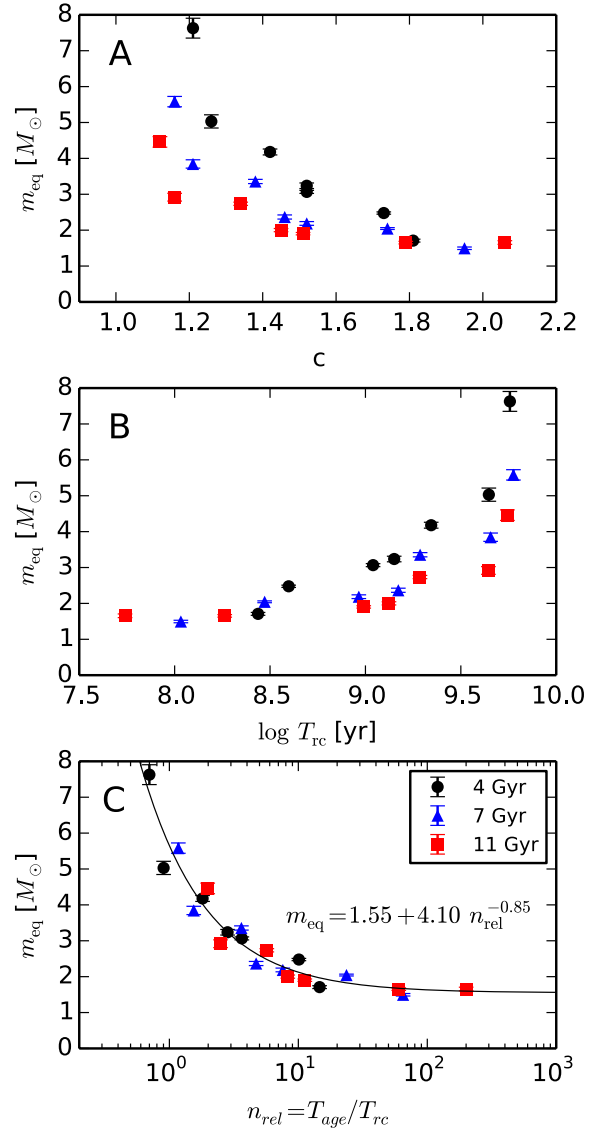 A
8
7
6
5
4
3
2
1
0
m_eq [M_⊙]
1.0 1.2 1.4 1.6 1.8 2.0 2.2
c
B
8
7
6
5
4
3
2
1
0
m_eq [M_⊙]
7.5 8.0 8.5 9.0 9.5 10.0
log T_rc [yr]
C
8
7
6
5
4
3
2
1
0
m_eq [M_⊙]
4 Gyr
7 Gyr
11 Gyr
m_eq = 1.55 + 4.10 n_rel^−0.85
10^0 10^1 10^2 10^3
n_rel = T_age/T_rc